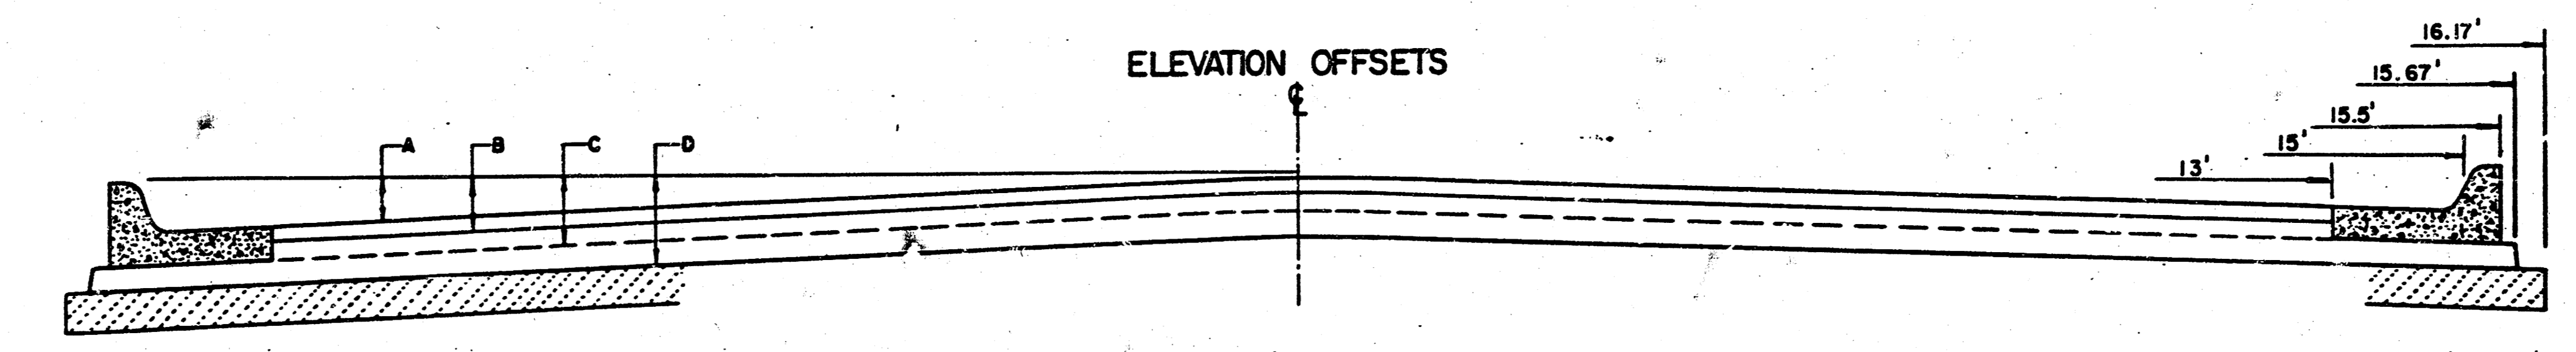 ELEVATION OFFSETS
℄
16.17'
15.67'
15.5'
15'
13'
A
B
C
D